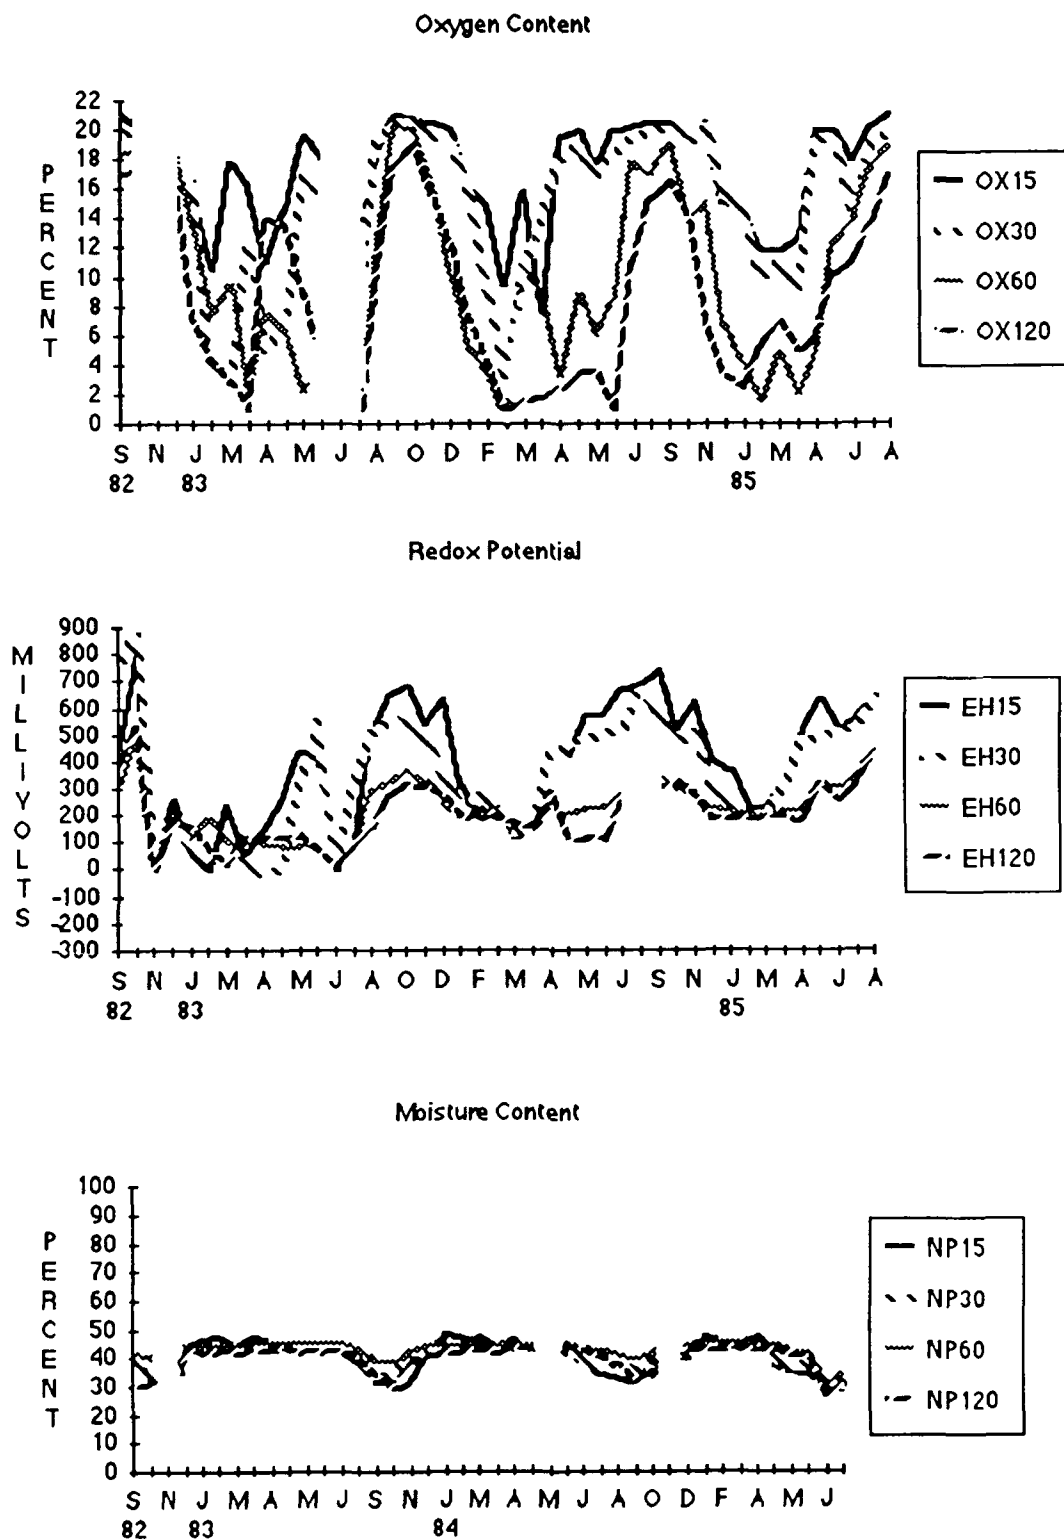 Oxygen Content
PERCENT
22
20
18
16
14
12
10
8
6
4
2
0
S N J M A M J A O D F M A M J S N J M A J A
82 83 85
OX15
OX30
OX60
OX120
Redox Potential
MILLIVOLTS
900
800
700
600
500
400
300
200
100
0
-100
-200
-300
S N J M A M J A O D F M A M J S N J M A J A
82 83 85
EH15
EH30
EH60
EH120
Moisture Content
PERCENT
100
90
80
70
60
50
40
30
20
10
0
S N J M A M J S N J M A M J A O D F A M J
82 83 84
NP15
NP30
NP60
NP120